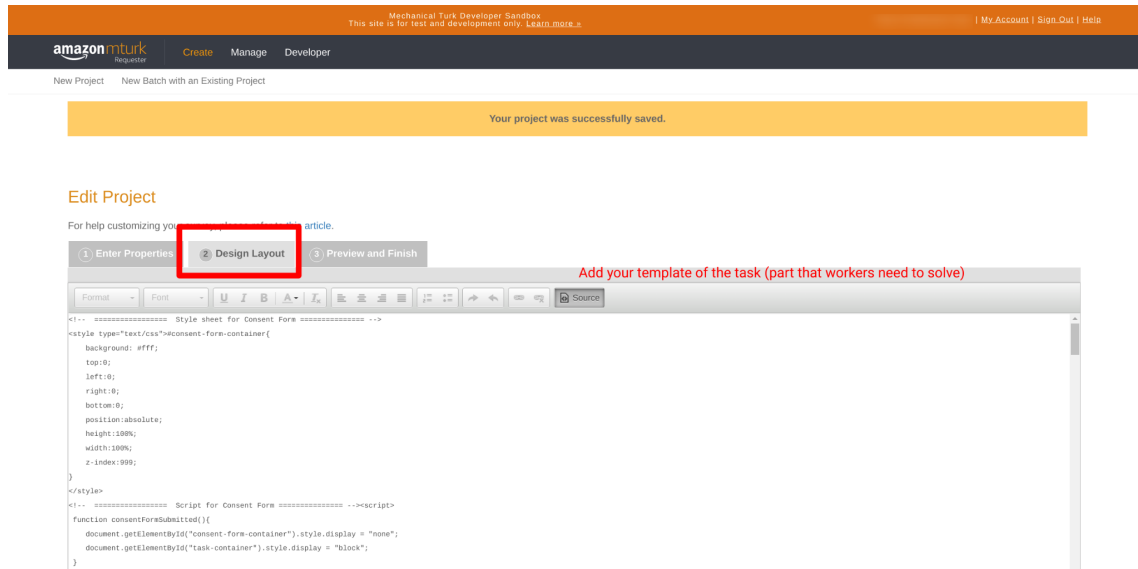 Mechanical Turk Developer Sandbox
This site is for test and development only. Learn more »
| My Account | Sign Out | Help
amazon mturk
Requester
Create Manage Developer
New Project New Batch with an Existing Project
Your project was successfully saved.
Edit Project
For help customizing article.
1 Enter Properties 2 Design Layout 3 Preview and Finish
Add your template of the task (part that workers need to solve)
Format Font U I B A Ix Source
<!-- ================= Style sheet for Consent Form =============== -->
<style type="text/css">#consent-form-container{
background: #fff;
top:0;
left:0;
right:0;
bottom:0;
position:absolute;
height:100%;
width:100%;
z-index:999;
}
</style>
<!-- ================= Script for Consent Form =============== --><script>
function consentFormSubmitted(){
document.getElementById("consent-form-container").style.display = "none";
document.getElementById("task-container").style.display = "block";
}